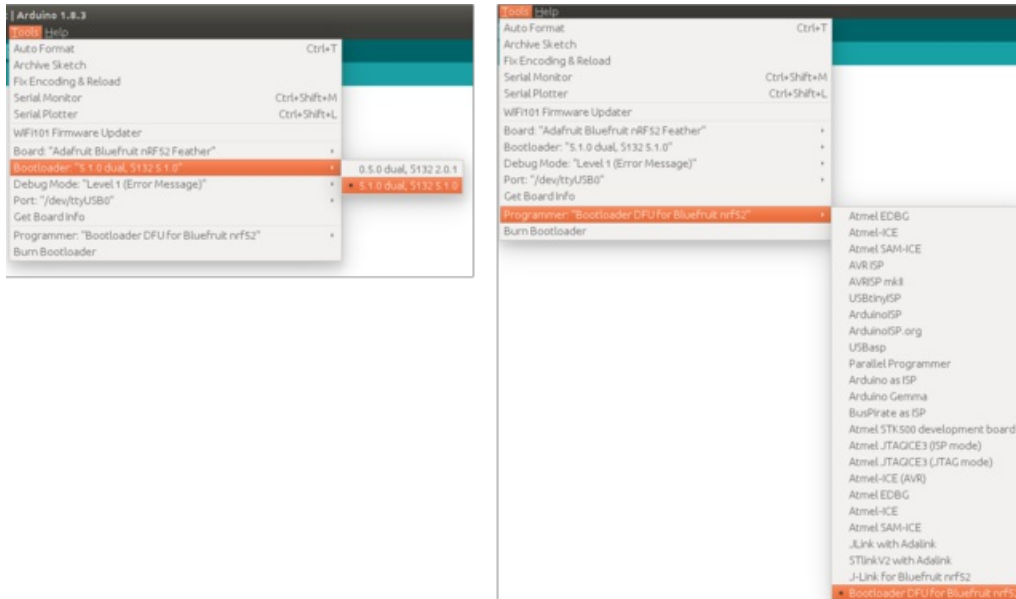 | Arduino 1.8.3
Tools Help
Auto Format Ctrl+T
Archive Sketch
Fix Encoding & Reload
Serial Monitor Ctrl+Shift+M
Serial Plotter Ctrl+Shift+L
WiFi101 Firmware Updater
Board: "Adafruit Bluefruit nRF52 Feather"
Bootloader: "5.1.0 dual, S132 5.1.0"
0.5.0 dual, S132 2.0.1
5.1.0 dual, S132 5.1.0
Debug Mode: "Level 1 (Error Message)"
Port: "/dev/ttyUSB0"
Get Board Info
Programmer: "Bootloader DFU for Bluefruit nrf52"
Burn Bootloader
Tools Help
Auto Format Ctrl+T
Archive Sketch
Fix Encoding & Reload
Serial Monitor Ctrl+Shift+M
Serial Plotter Ctrl+Shift+L
WiFi101 Firmware Updater
Board: "Adafruit Bluefruit nRF52 Feather"
Bootloader: "5.1.0 dual, S132 5.1.0"
Debug Mode: "Level 1 (Error Message)"
Port: "/dev/ttyUSB0"
Get Board Info
Programmer: "Bootloader DFU for Bluefruit nrf52"
Burn Bootloader
Atmel EDBG
Atmel-ICE
Atmel SAM-ICE
AVR ISP
AVRISP mkII
USBtinyISP
ArduinoISP
ArduinoISP.org
USBasp
Parallel Programmer
Arduino as ISP
Arduino Gemma
BusPirate as ISP
Atmel STK500 development board
Atmel JTAGICE3 (ISP mode)
Atmel JTAGICE3 (JTAG mode)
Atmel-ICE (AVR)
Atmel EDBG
Atmel-ICE
Atmel SAM-ICE
JLink with Adalink
STlinkV2 with Adalink
J-Link for Bluefruit nrf52
Bootloader DFU for Bluefruit nrf52